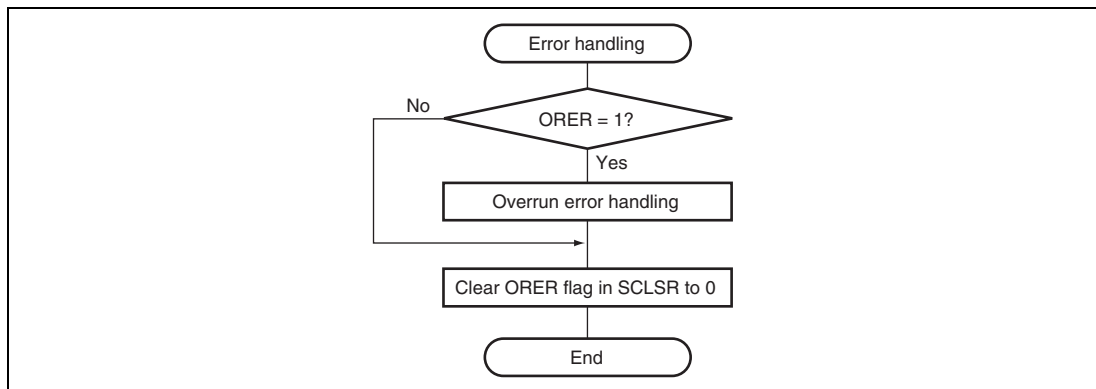 Error handling
No
ORER = 1?
Yes
Overrun error handling
Clear ORER flag in SCLSR to 0
End